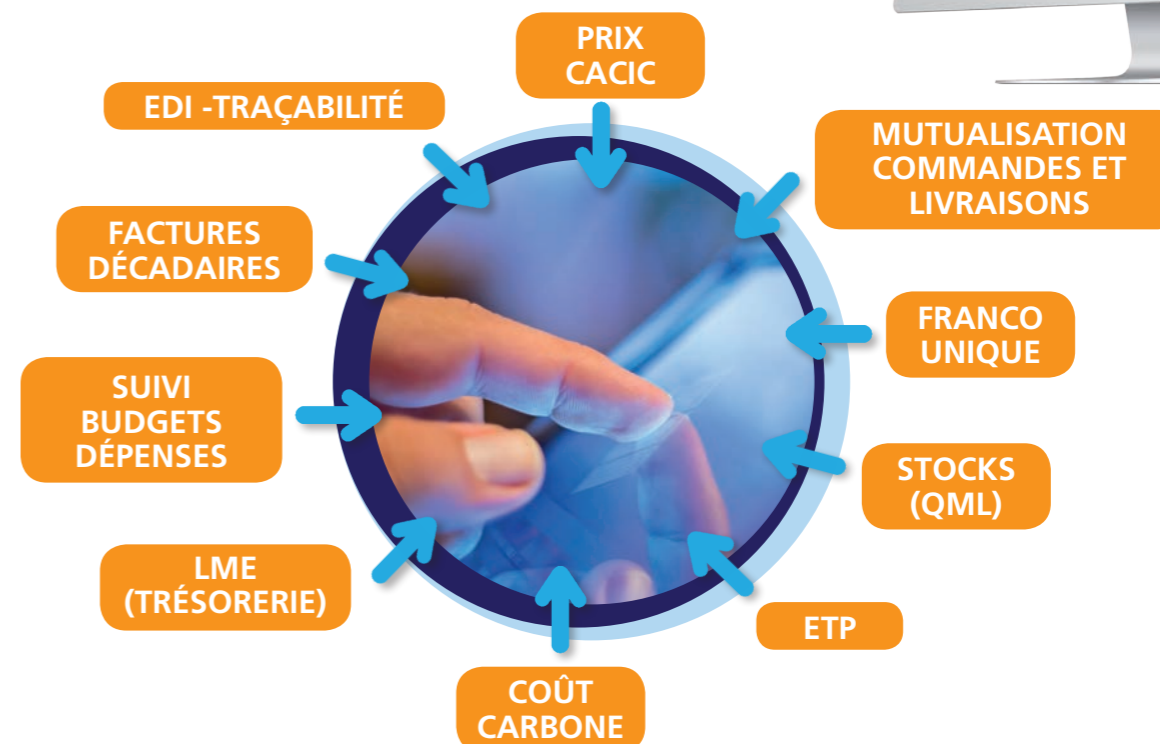 PRIX
CACIC
EDI -TRAÇABILITÉ
MUTUALISATION
COMMANDES ET
LIVRAISONS
FACTURES
DÉCADAIRES
FRANCO
UNIQUE
SUIVI
BUDGETS
DÉPENSES
STOCKS
(QML)
LME
(TRÉSORERIE)
ETP
COÛT
CARBONE